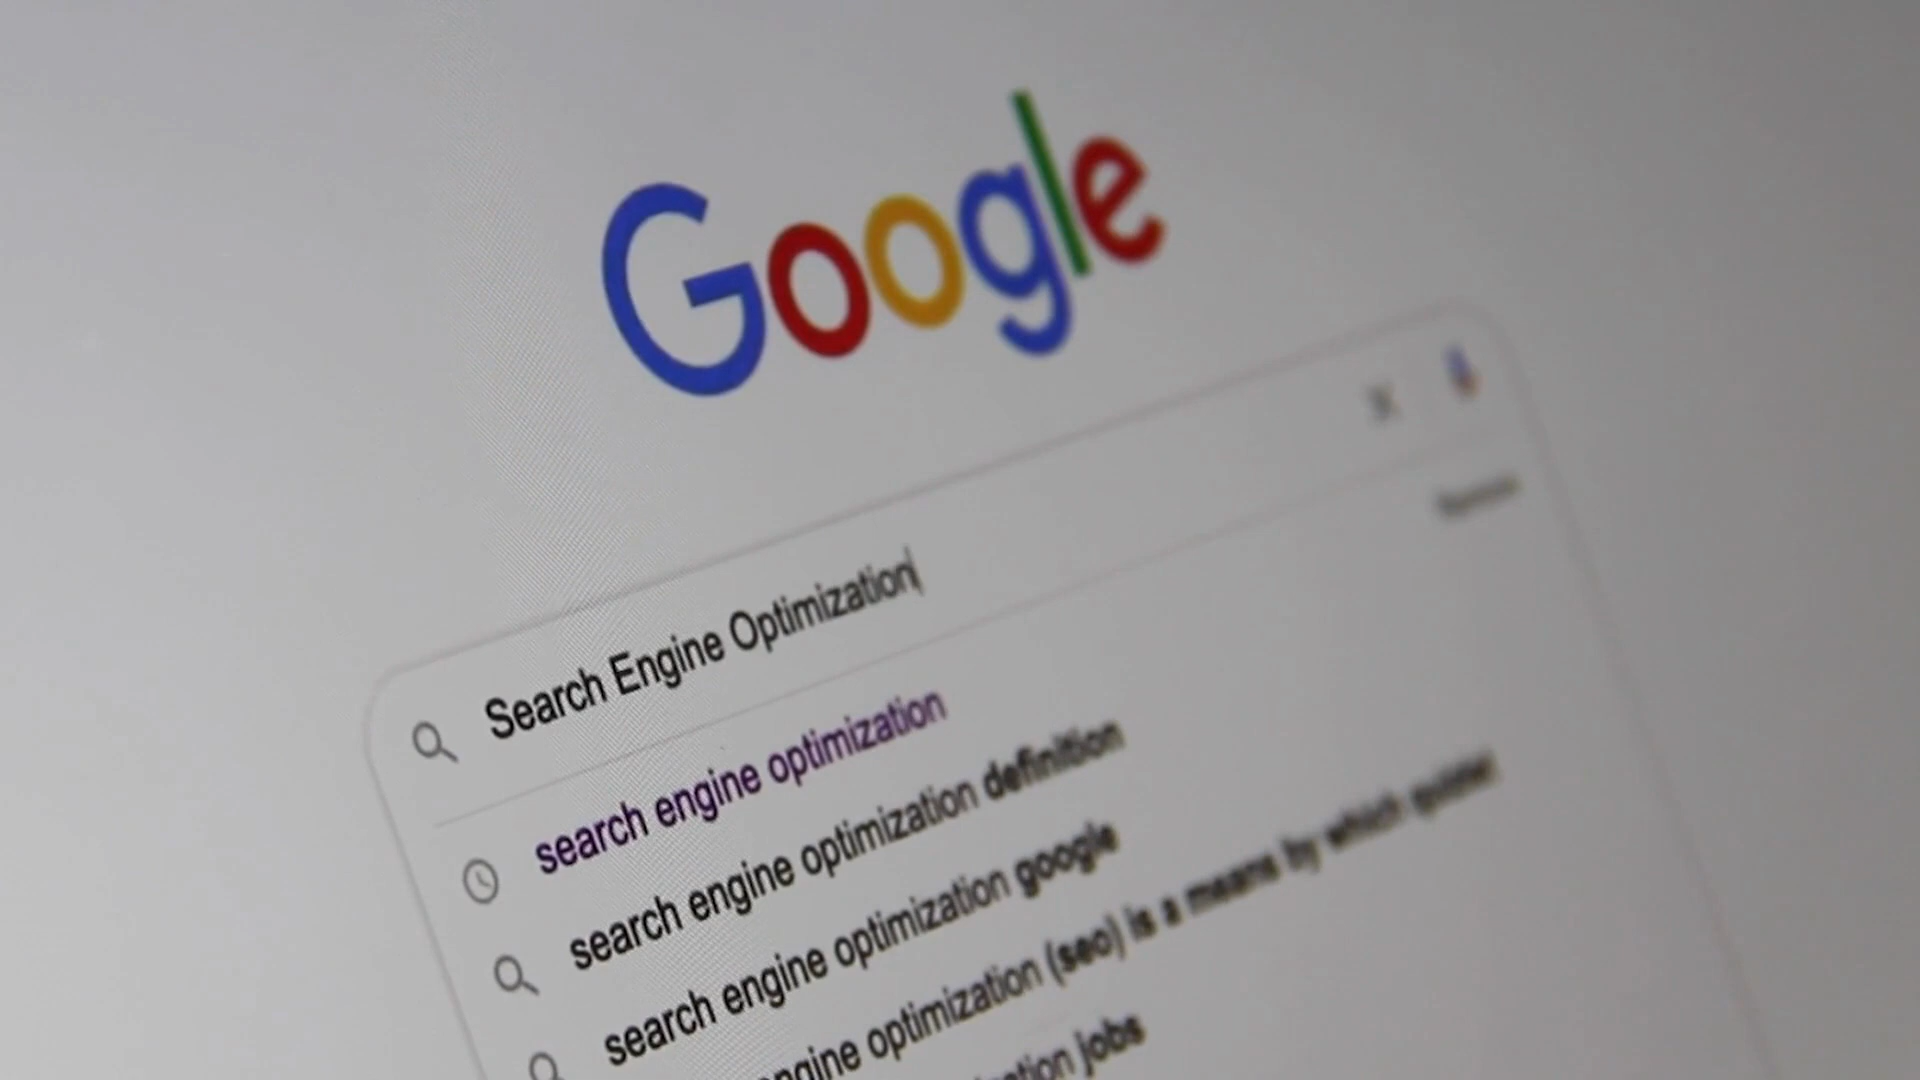 Google
Search Engine Optimization
search engine optimization
search engine optimization definition
search engine optimization google
engine optimization (seo) is a means by which
jobs